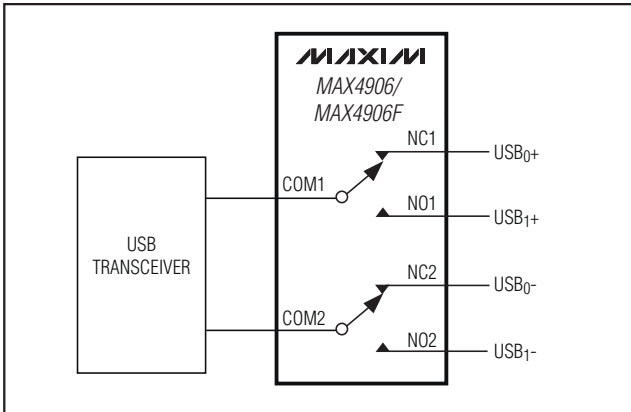 MAXIM
MAX4906/
MAX4906F
NC1
USB0+
COM1
NO1
USB1+
USB
TRANSCEIVER
NC2
USB0-
COM2
NO2
USB1-